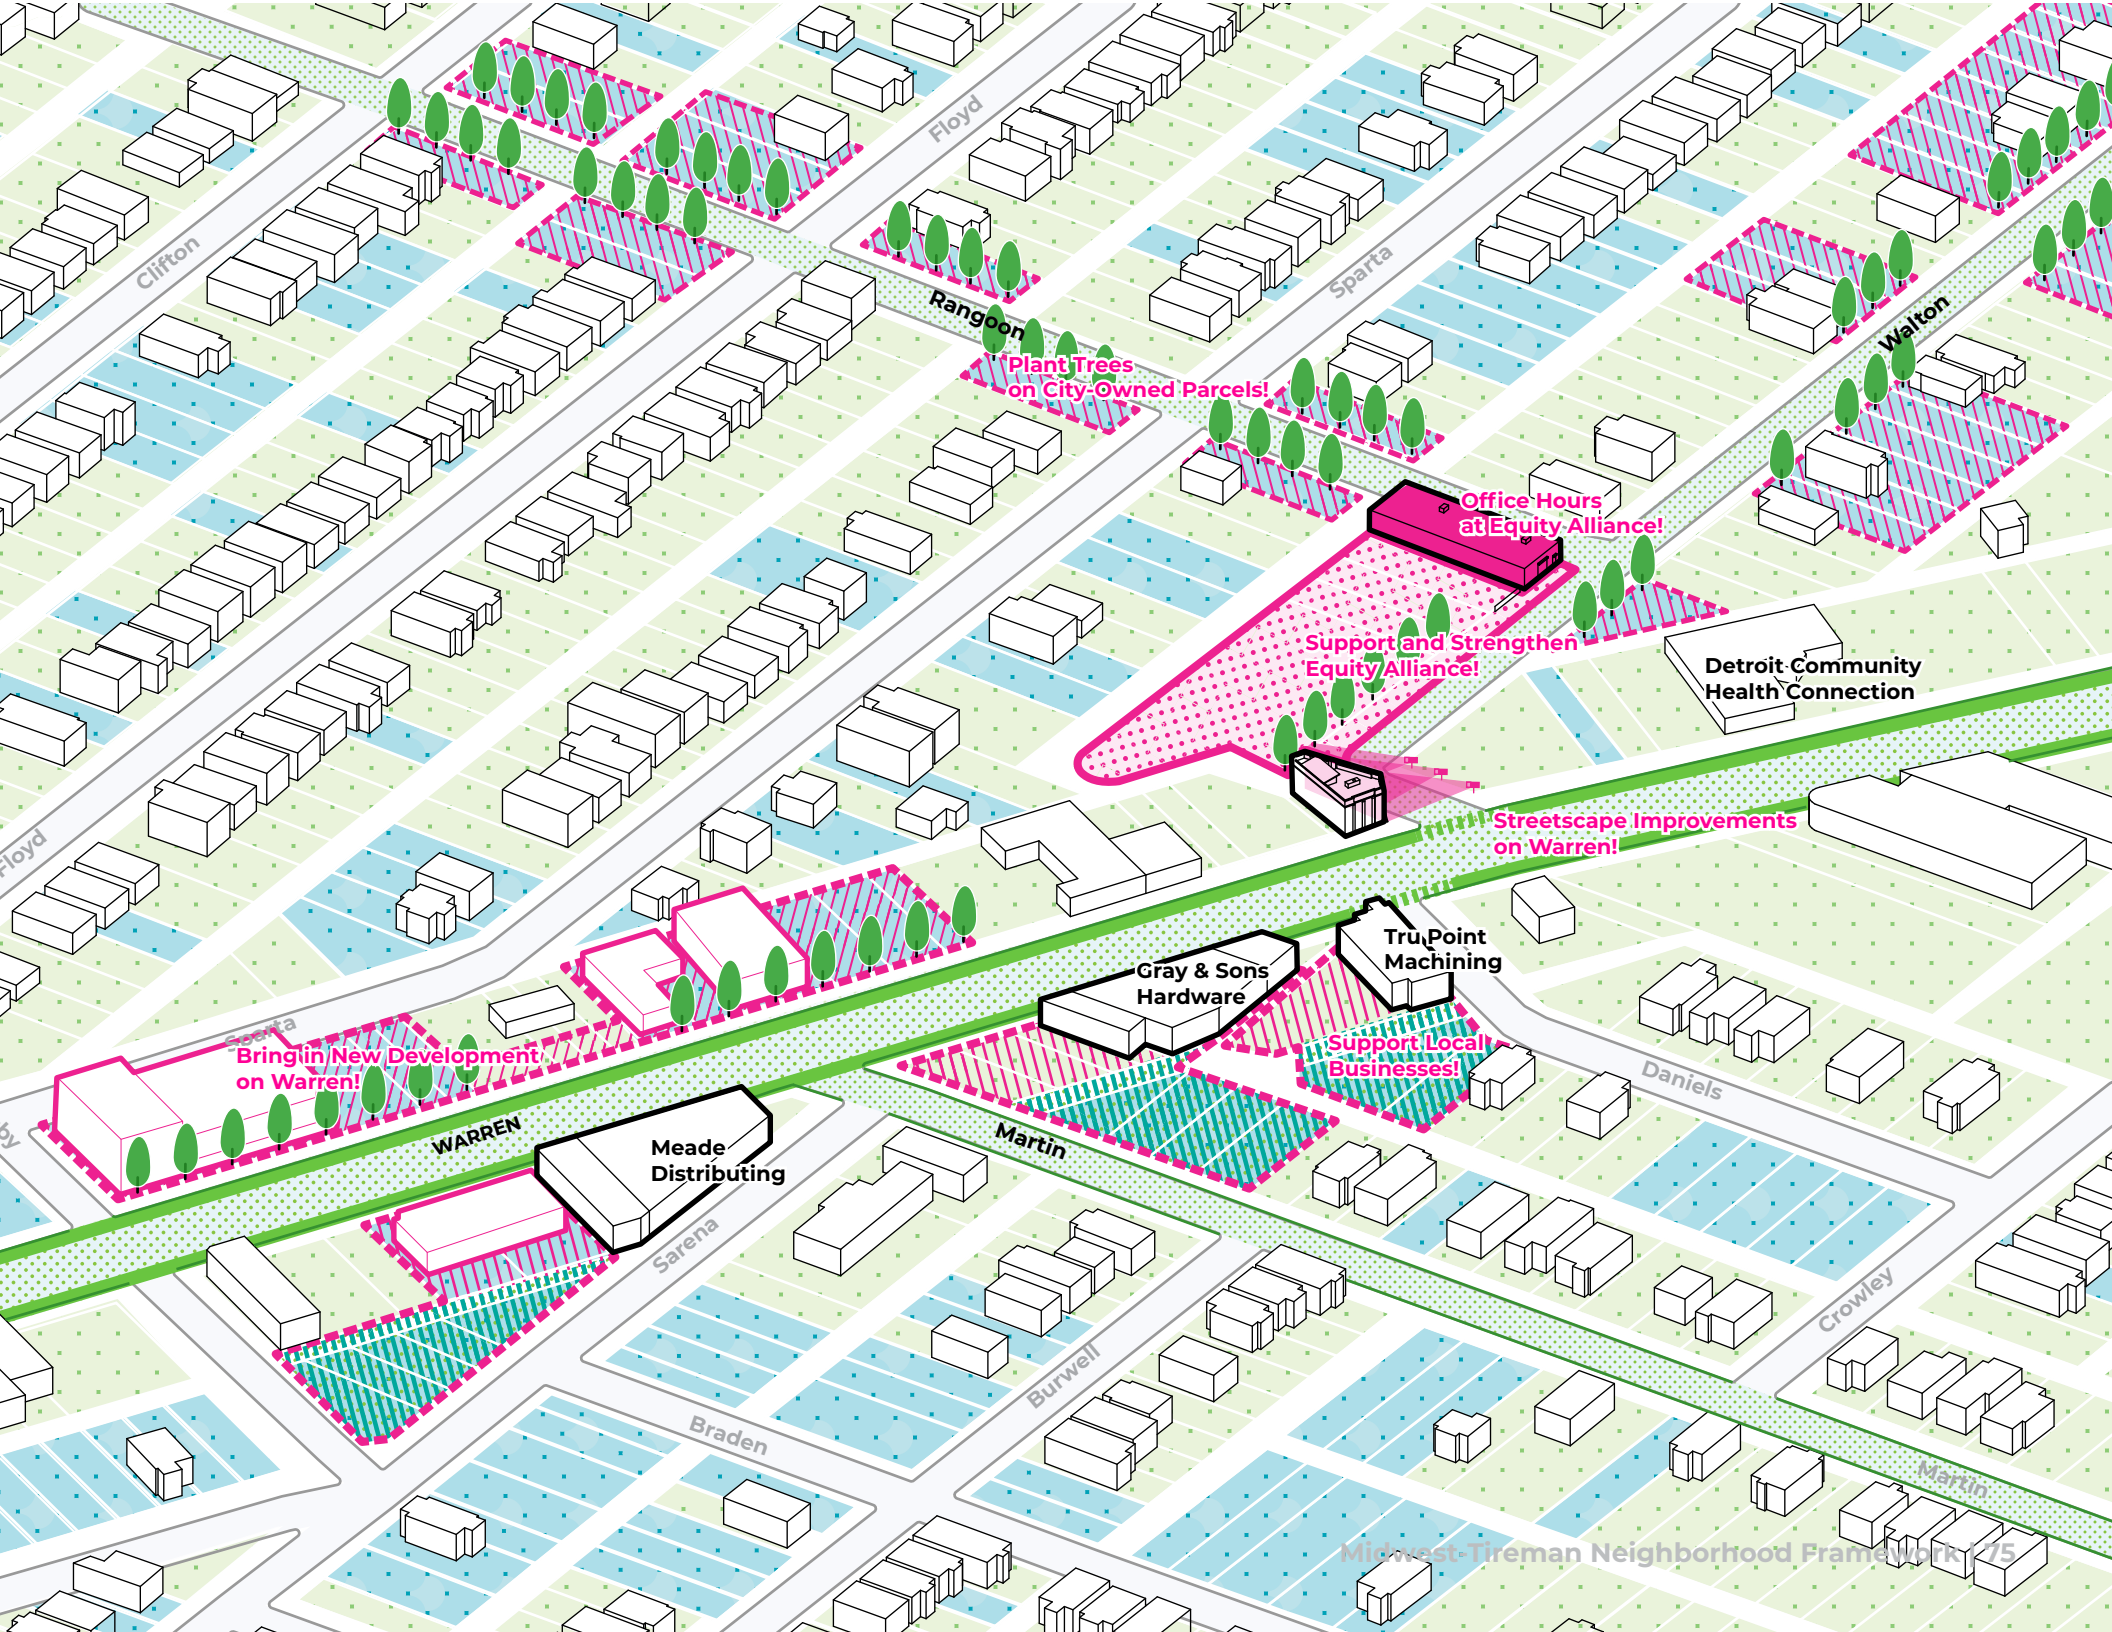 Clifton
Floyd
Sparta
Rangoon
Walton
Plant Trees
on City-Owned Parcels!
Office Hours
at Equity Alliance!
Support and Strengthen
Equity Alliance!
Detroit Community
Health Connection
Streetscape Improvements
on Warren!
Floyd
Tru Point
Machining
Gray & Sons
Hardware
Support Local
Businesses!
Sparta
Bring in New Development
on Warren!
Daniels
WARREN
Martin
Meade
Distributing
Sarena
Crowley
Burwell
Braden
Martin
Midwest Tireman Neighborhood Framework | 75